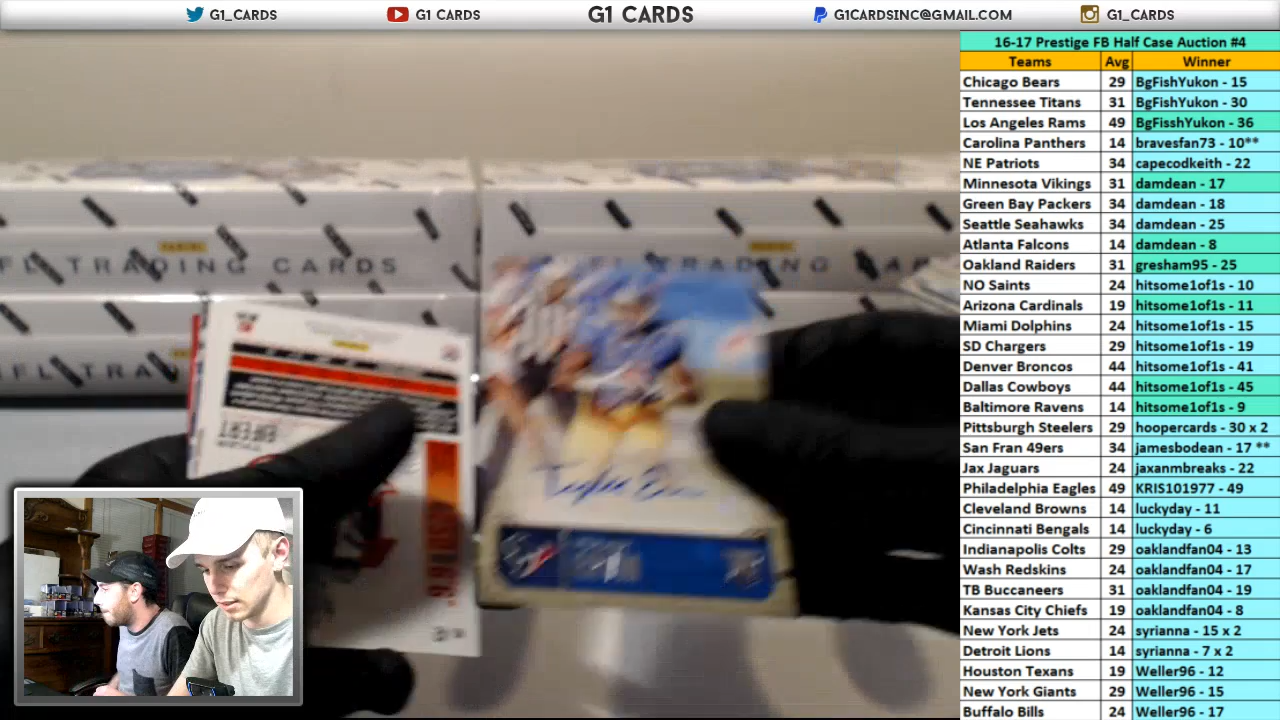 G1_CARDS
G1 CARDS
G1 CARDS
G1CARDSINC@GMAIL.COM
G1_CARDS
16-17 Prestige FB Half Case Auction #4
Teams Avg Winner
Chicago Bears 29 BgFishYukon - 15
Tennessee Titans 31 BgFishYukon - 30
Los Angeles Rams 49 BgFisshYukon - 36
Carolina Panthers 14 bravesfan73 - 10**
NE Patriots 34 capecodkeith - 22
Minnesota Vikings 31 damdean - 17
Green Bay Packers 34 damdean - 18
Seattle Seahawks 34 damdean - 25
Atlanta Falcons 14 damdean - 8
Oakland Raiders 31 gresham95 - 25
NO Saints 24 hitsome1of1s - 10
Arizona Cardinals 19 hitsome1of1s - 11
Miami Dolphins 24 hitsome1of1s - 15
SD Chargers 29 hitsome1of1s - 19
Denver Broncos 44 hitsome1of1s - 41
Dallas Cowboys 44 hitsome1of1s - 45
Baltimore Ravens 14 hitsome1of1s - 9
Pittsburgh Steelers 29 hoopercards - 30 x 2
San Fran 49ers 34 jamesbodean - 17 **
Jax Jaguars 24 jaxanmbreaks - 22
Philadelphia Eagles 49 KRIS101977 - 49
Cleveland Browns 14 luckyday - 11
Cincinnati Bengals 14 luckyday - 6
Indianapolis Colts 29 oaklandfan04 - 13
Wash Redskins 24 oaklandfan04 - 17
TB Buccaneers 31 oaklandfan04 - 19
Kansas City Chiefs 19 oaklandfan04 - 8
New York Jets 24 syrianna - 15 x 2
Detroit Lions 14 syrianna - 7 x 2
Houston Texans 19 Weller96 - 12
New York Giants 29 Weller96 - 15
Buffalo Bills 24 Weller96 - 17
PANINI
PANINI
FL TRADING CARDS
NFL TRADING CAR
NFL TRA
EIFERT